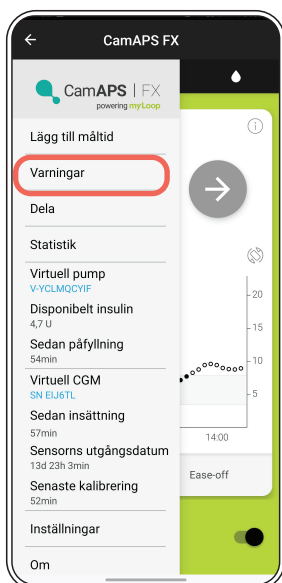 CamAPS FX
CamAPS | FX
powering myLoop
Lägg till måltid
Varningar
Dela
Statistik
Virtuell pump
V-YCLMQCYIF
Disponibelt insulin
4,7 U
Sedan påfyllning
54min
Virtuell CGM
SN EIJ6TL
Sedan insättning
57min
Sensorns utgångsdatum
13d 23h 3min
Senaste kalibrering
52min
Inställningar
Om
20
15
10
5
14:00
Ease-off